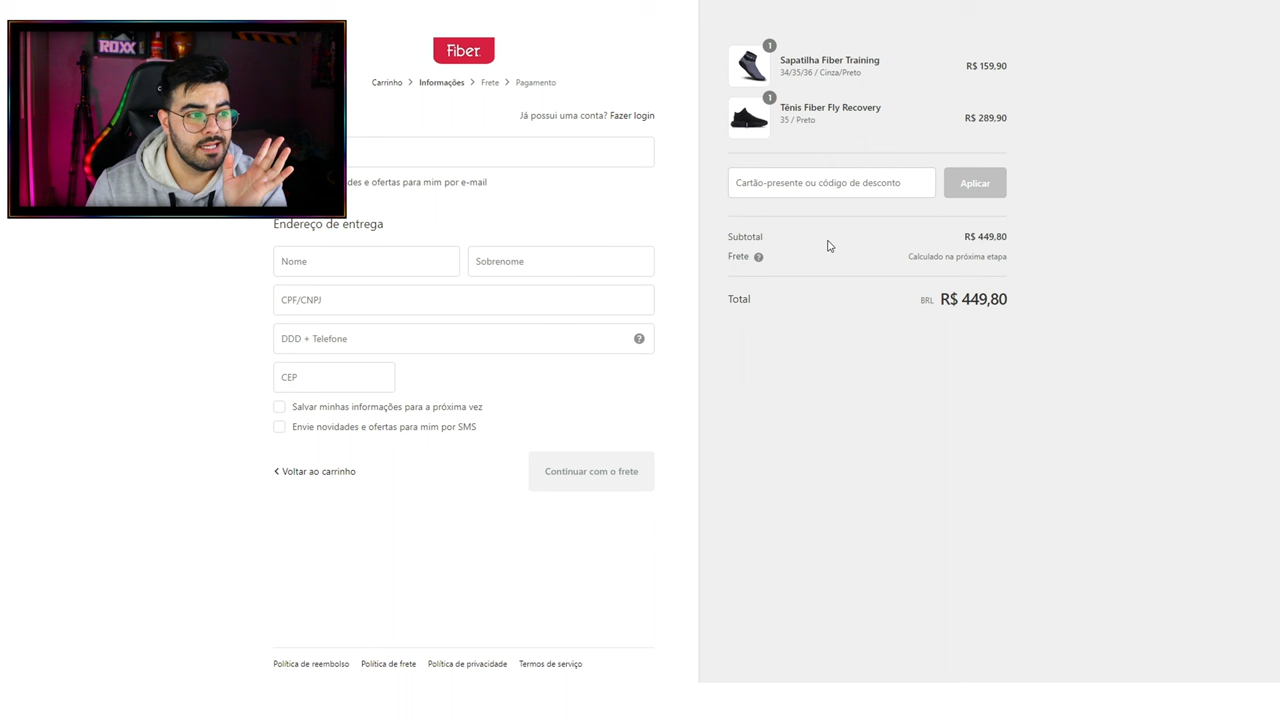 ROXX
Fiber
Carrinho > Informações > Frete > Pagamento
Já possui uma conta? Fazer login
des e ofertas para mim por e-mail
Endereço de entrega
Nome
Sobrenome
CPF/CNPJ
DDD + Telefone ?
CEP
Salvar minhas informações para a próxima vez
Envie novidades e ofertas para mim por SMS
< Voltar ao carrinho
Continuar com o frete
Política de reembolso Política de frete Política de privacidade Termos de serviço
1
Sapatilha Fiber Training
34/35/36 / Cinza/Preto
R$ 159,90
1
Tênis Fiber Fly Recovery
35 / Preto
R$ 289,90
Cartão-presente ou código de desconto
Aplicar
Subtotal R$ 449,80
Frete ? Calculado na próxima etapa
Total BRL R$ 449,80